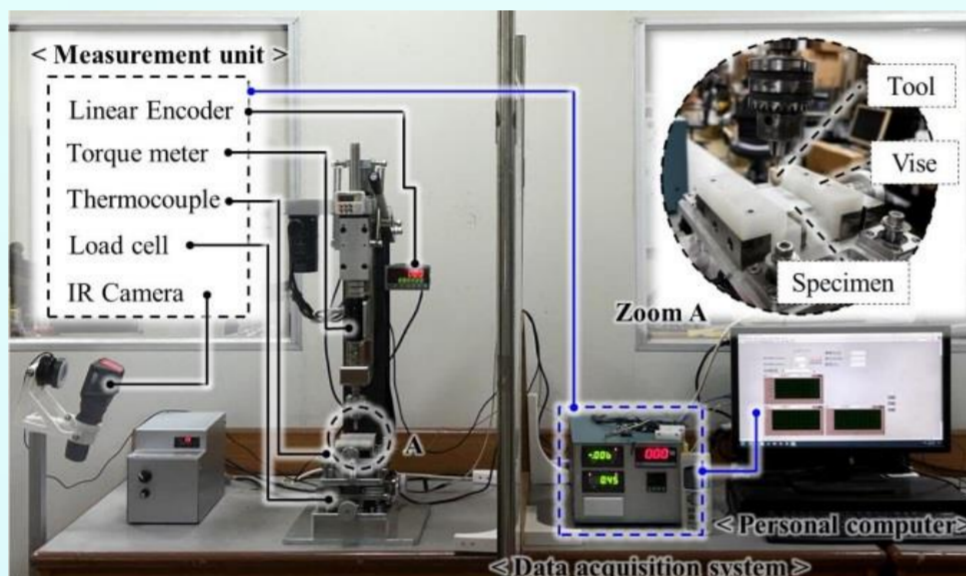 < Measurement unit >
Linear Encoder
Torque meter
Thermocouple
Load cell
IR Camera
Tool
Vise
Specimen
Zoom A
A
000
< Personal computer >
< Data acquisition system >